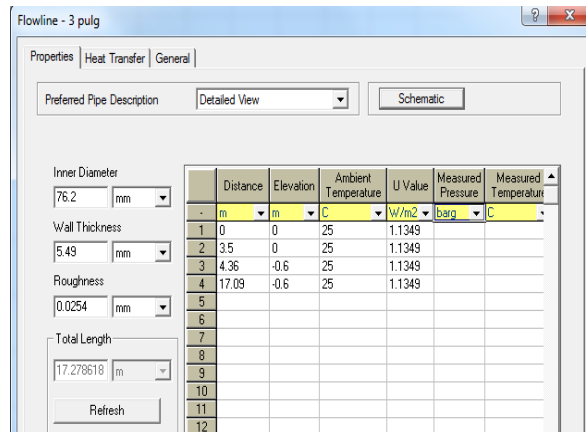 Flowline - 3 pulg
Properties Heat Transfer General
Preferred Pipe Description Detailed View Schematic
Inner Diameter
76.2 mm
Wall Thickness
5.49 mm
Roughness
0.0254 mm
Total Length
17.278618 m
Refresh
Distance Elevation Ambient Temperature U Value Measured Pressure Measured Temperature
- m m C W/m2 barg C
1 0 0 25 1.1349
2 3.5 0 25 1.1349
3 4.36 -0.6 25 1.1349
4 17.09 -0.6 25 1.1349
5
6
7
8
9
10
11
12